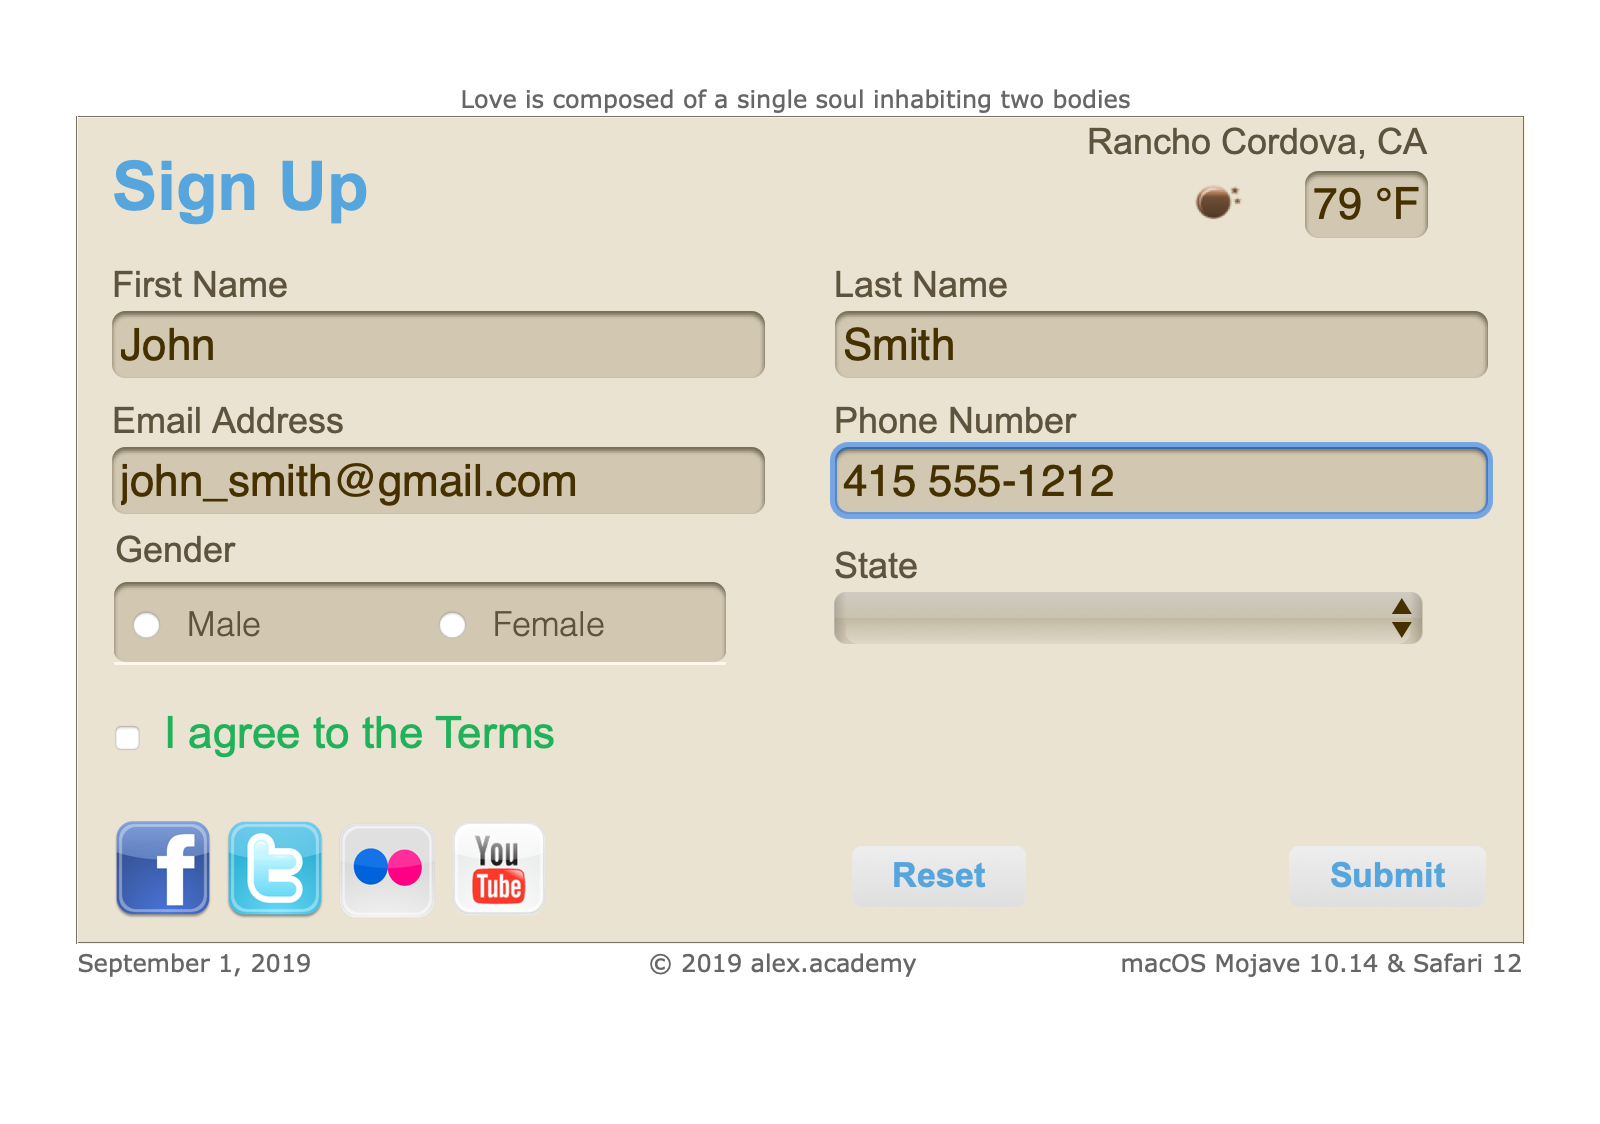 Love is composed of a single soul inhabiting two bodies
Rancho Cordova, CA
Sign Up
79 °F
First Name
Last Name
John
Smith
Email Address
Phone Number
john_smith@gmail.com
415 555-1212
Gender
State
Male
Female
I agree to the Terms
f
t
You
Tube
Reset
Submit
September 1, 2019
© 2019 alex.academy
macOS Mojave 10.14 & Safari 12